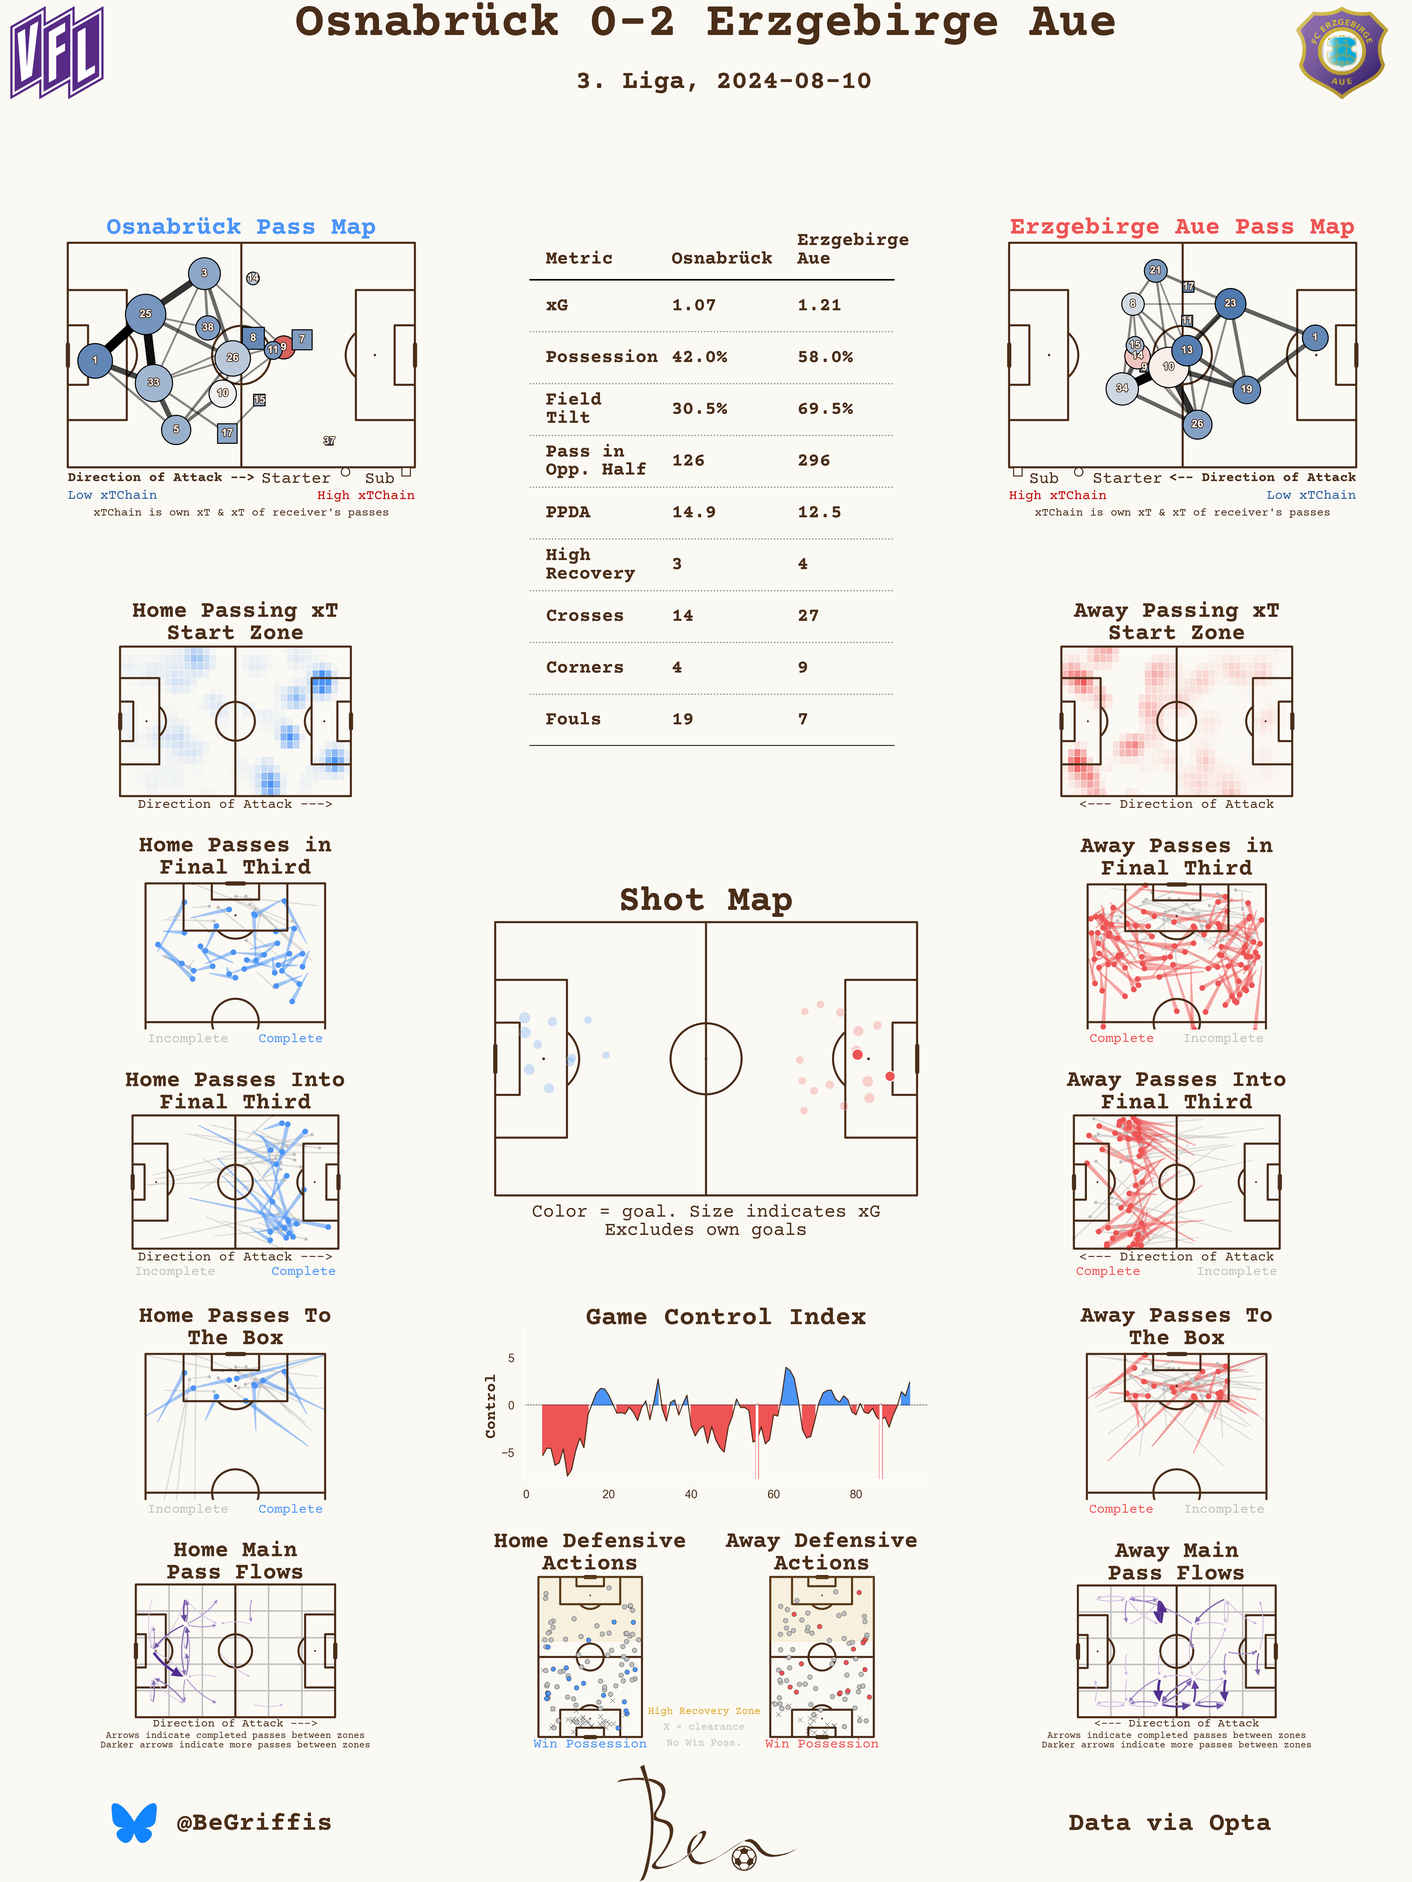 Osnabrück 0-2 Erzgebirge Aue
3. Liga, 2024-08-10
VFL
FC ERZGEBIRGE
AUE
Osnabrück Pass Map
3
14
25
38
8
7
9
11
26
1
33
10
15
5
17
37
Direction of Attack --> Starter Sub
Low xTChain High xTChain
xTChain is own xT & xT of receiver's passes
Metric Osnabrück Erzgebirge Aue
xG 1.07 1.21
Possession 42.0% 58.0%
Field Tilt 30.5% 69.5%
Pass in Opp. Half 126 296
PPDA 14.9 12.5
High Recovery 3 4
Crosses 14 27
Corners 4 9
Fouls 19 7
Erzgebirge Aue Pass Map
21
17
8
23
11
15
13
1
14
9
10
34
19
26
Sub Starter <-- Direction of Attack
High xTChain Low xTChain
xTChain is own xT & xT of receiver's passes
Home Passing xT
Start Zone
Direction of Attack --->
Away Passing xT
Start Zone
<--- Direction of Attack
Home Passes in
Final Third
Incomplete Complete
Away Passes in
Final Third
Complete Incomplete
Shot Map
Color = goal. Size indicates xG
Excludes own goals
Home Passes Into
Final Third
Direction of Attack --->
Incomplete Complete
Away Passes Into
Final Third
<--- Direction of Attack
Complete Incomplete
Home Passes To
The Box
Incomplete Complete
Game Control Index
Control
5
0
−5
0 20 40 60 80
Away Passes To
The Box
Complete Incomplete
Home Main
Pass Flows
Direction of Attack --->
Arrows indicate completed passes between zones
Darker arrows indicate more passes between zones
Home Defensive
Actions
Win Possession
Away Defensive
Actions
Win Possession
High Recovery Zone
X = clearance
No Win Poss.
Away Main
Pass Flows
<--- Direction of Attack
Arrows indicate completed passes between zones
Darker arrows indicate more passes between zones
@BeGriffis
Ben
Data via Opta